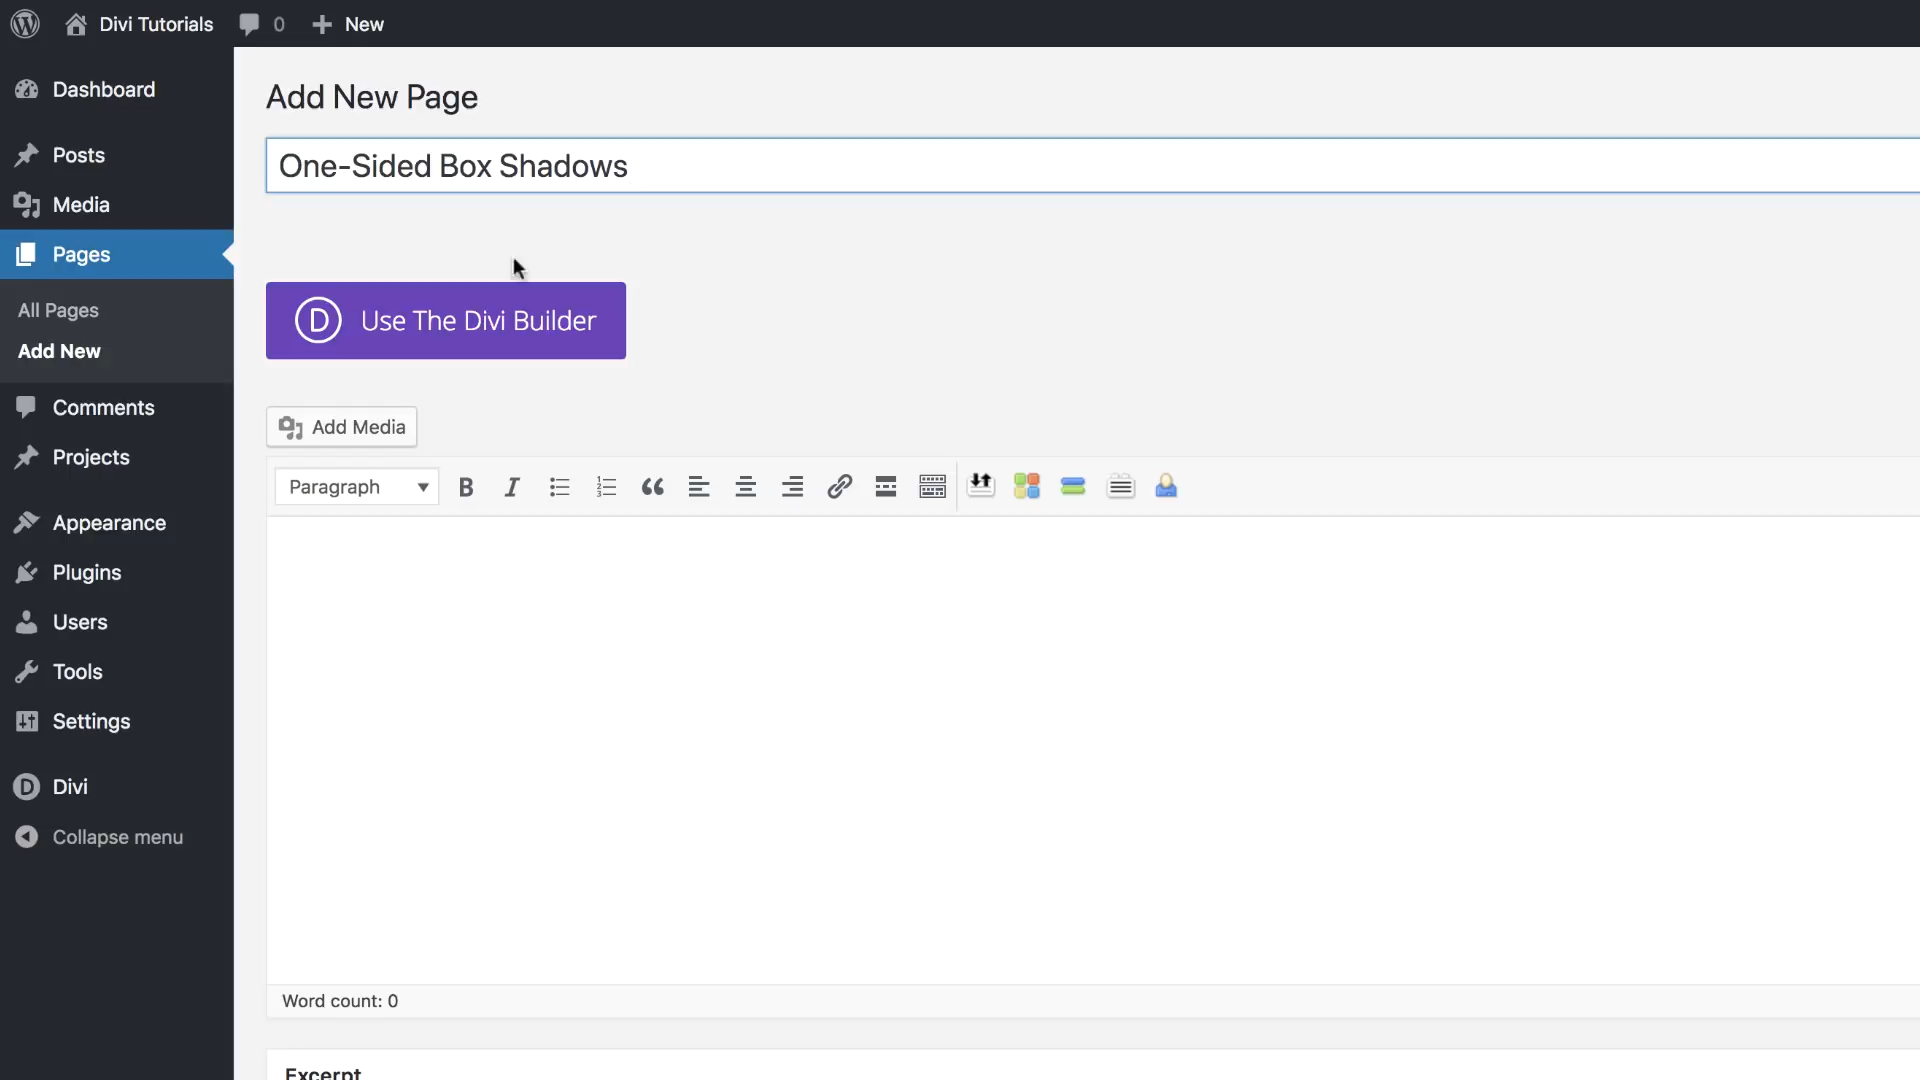 Divi Tutorials 0 New
Dashboard
Posts
Media
Pages
All Pages
Add New
Comments
Projects
Appearance
Plugins
Users
Tools
Settings
Divi
Collapse menu
Add New Page
One-Sided Box Shadows
Use The Divi Builder
Add Media
Paragraph
Word count: 0
Excerpt